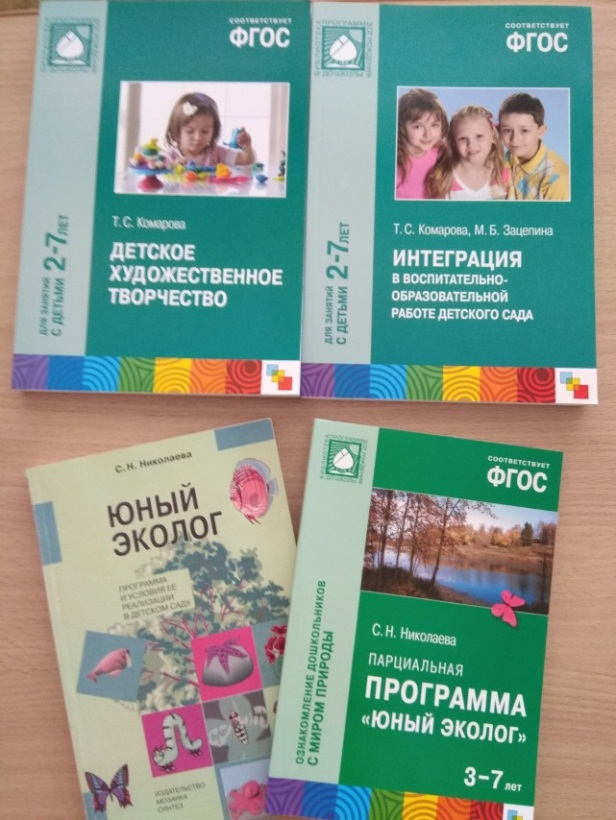 СООТВЕТСТВУЕТ
ФГОС
Т. С. Комарова
ДЕТСКОЕ
ХУДОЖЕСТВЕННОЕ
ТВОРЧЕСТВО
ДЛЯ ЗАНЯТИЙ
С ДЕТЬМИ 2-7 ЛЕТ
СООТВЕТСТВУЕТ
ФГОС
Т. С. Комарова, М. Б. Зацепина
ИНТЕГРАЦИЯ
В ВОСПИТАТЕЛЬНО-
ОБРАЗОВАТЕЛЬНОЙ
РАБОТЕ ДЕТСКОГО САДА
ДЛЯ ЗАНЯТИЙ
С ДЕТЬМИ 2-7 ЛЕТ
С. Н. Николаева
ЮНЫЙ
ЭКОЛОГ
ПРОГРАММА
И УСЛОВИЯ ЕЕ
РЕАЛИЗАЦИИ
В ДЕТСКОМ САДУ
ИЗДАТЕЛЬСТВО
МОЗАИКА
СИНТЕЗ
СООТВЕТСТВУЕТ
ФГОС
ОЗНАКОМЛЕНИЕ ДОШКОЛЬНИКОВ
С МИРОМ ПРИРОДЫ
С. Н. Николаева
ПАРЦИАЛЬНАЯ
ПРОГРАММА
«ЮНЫЙ ЭКОЛОГ»
3-7 лет